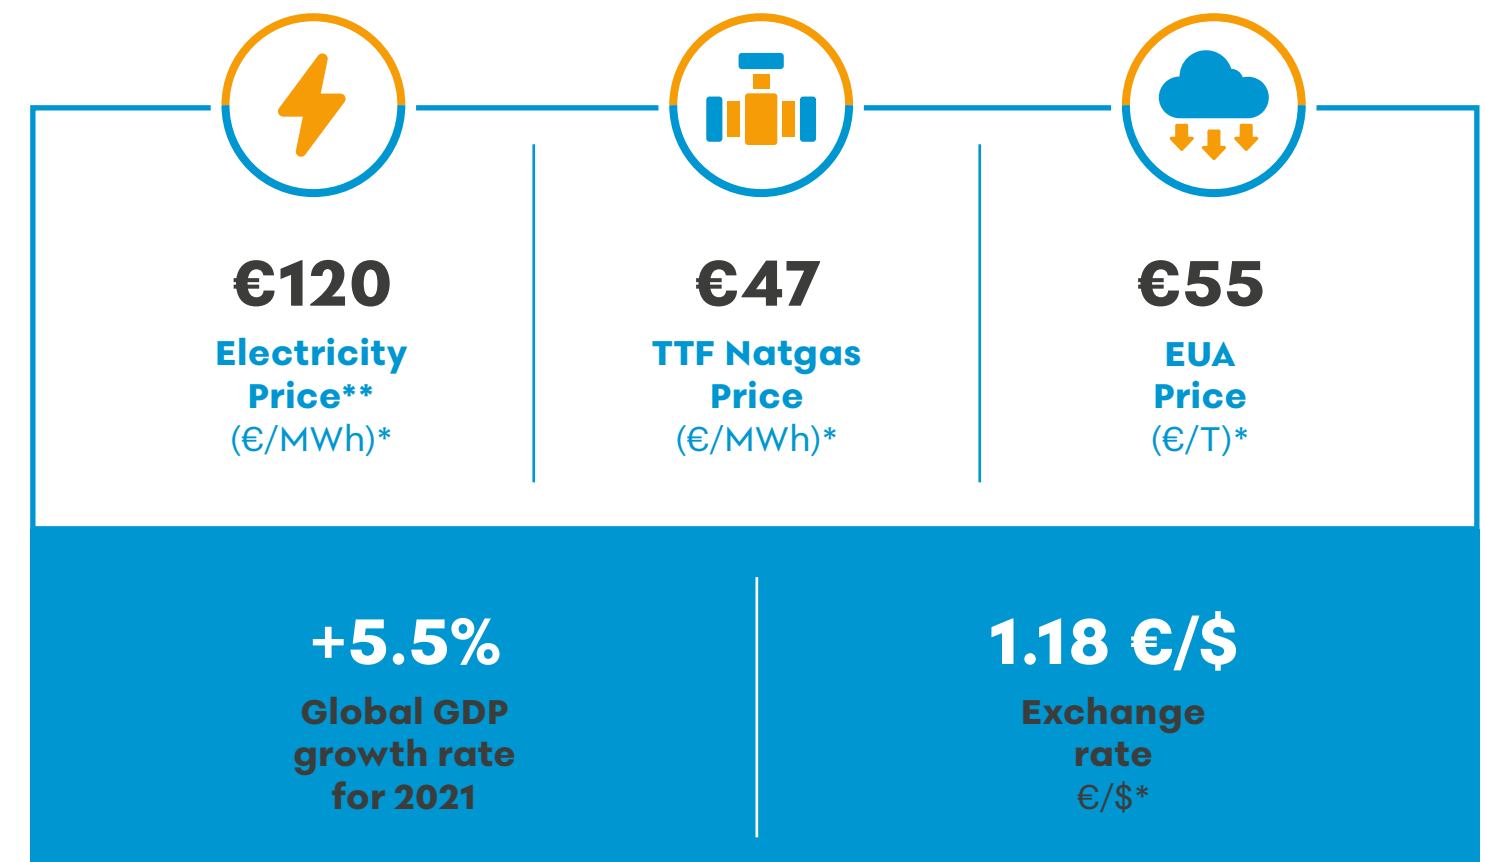 €120
Electricity
Price**
(€/MWh)*
€47
TTF Natgas
Price
(€/MWh)*
€55
EUA
Price
(€/T)*
+5.5%
Global GDP
growth rate
for 2021
1.18 €/$
Exchange
rate
€/$*